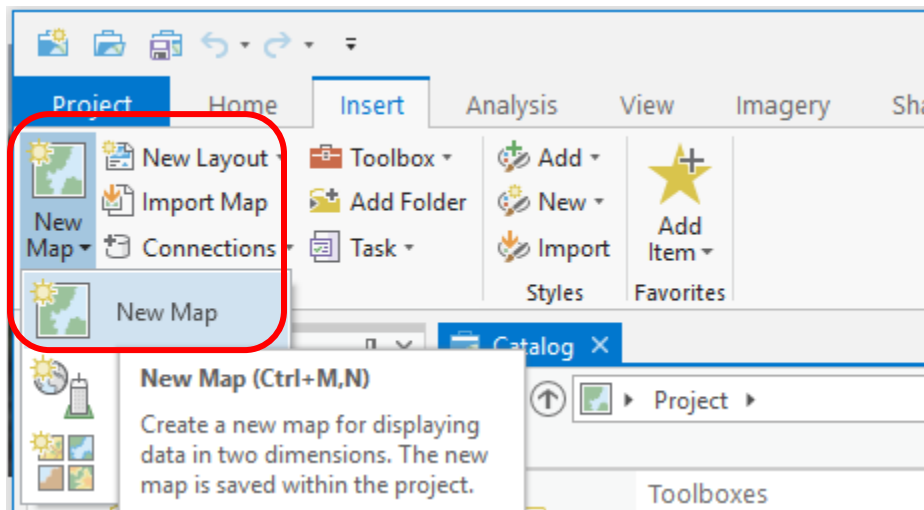 Project Home Insert Analysis View Imagery
New Layout Toolbox Add
Import Map Add Folder New
New
Map
Add
Item
Connections Task Import
Styles Favorites
New Map
Catalog
New Map (Ctrl+M,N)
Project
Create a new map for displaying
data in two dimensions. The new
map is saved within the project.
Toolboxes